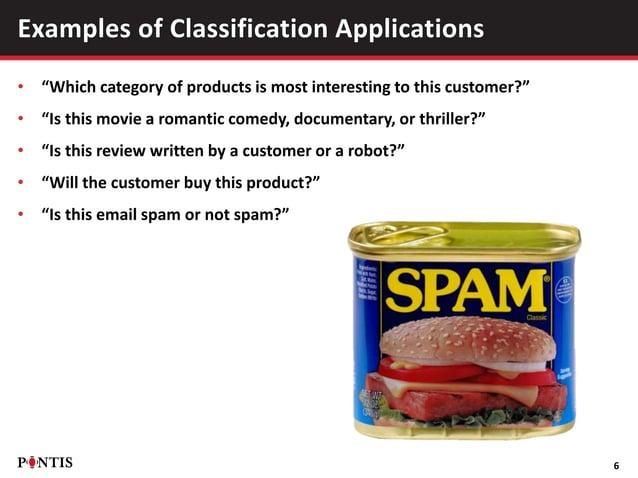 Examples of Classification Applications
• “Which category of products is most interesting to this customer?”
• “Is this movie a romantic comedy, documentary, or thriller?”
• “Is this review written by a customer or a robot?”
• “Will the customer buy this product?”
• “Is this email spam or not spam?”
SPAM®
Classic
NET WT
PONTIS
6